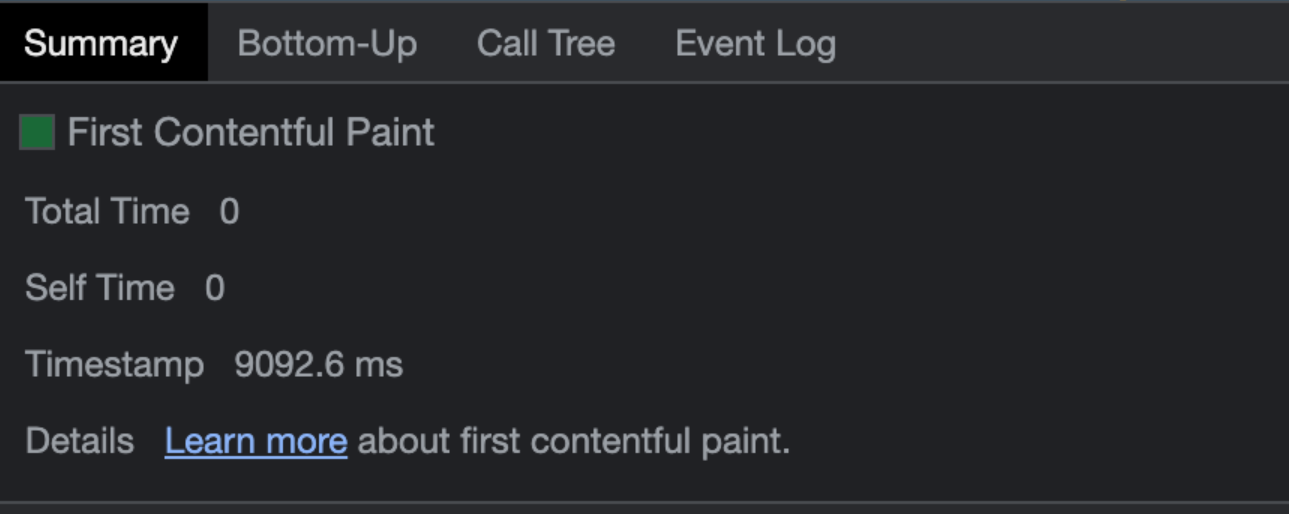 Summary Bottom-Up Call Tree Event Log
First Contentful Paint
Total Time 0
Self Time 0
Timestamp 9092.6 ms
Details Learn more about first contentful paint.